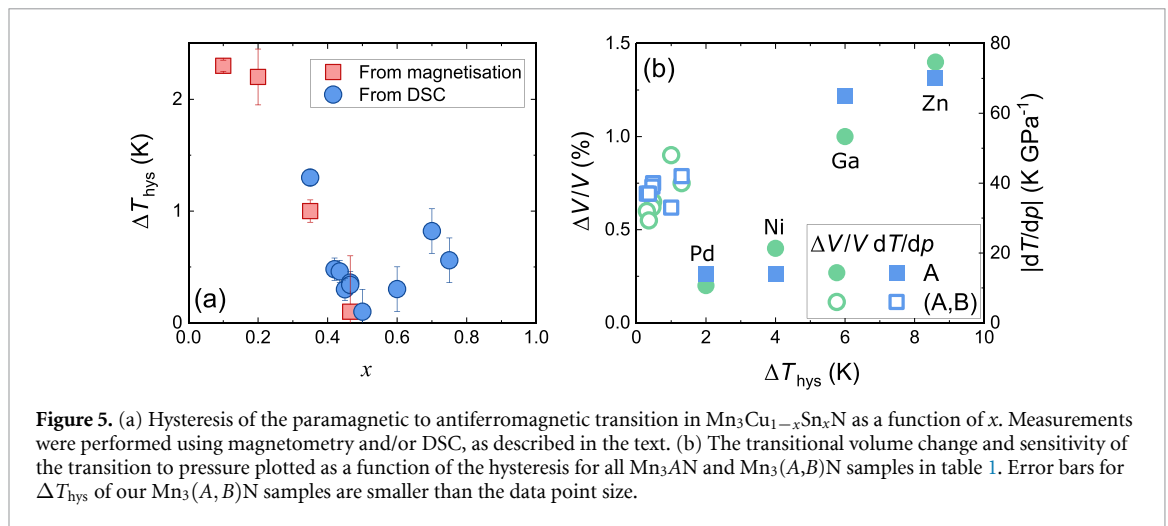 2
1
0
0.0
0.2
0.4
0.6
0.8
1.0
ΔT_hys (K)
x
(a)
From magnetisation
From DSC
1.5
1.0
0.5
0.0
0
2
4
6
8
10
80
60
40
20
0
ΔV/V (%)
|dT/dp| (K GPa⁻¹)
ΔT_hys (K)
(b)
Zn
Ga
Ni
Pd
ΔV/V dT/dp
A
(A,B)
Figure 5. (a) Hysteresis of the paramagnetic to antiferromagnetic transition in Mn₃Cu₁₋ₓSnₓN as a function of x. Measurements
were performed using magnetometry and/or DSC, as described in the text. (b) The transitional volume change and sensitivity of
the transition to pressure plotted as a function of the hysteresis for all Mn₃AN and Mn₃(A,B)N samples in table 1. Error bars for
ΔT_hys of our Mn₃(A, B)N samples are smaller than the data point size.